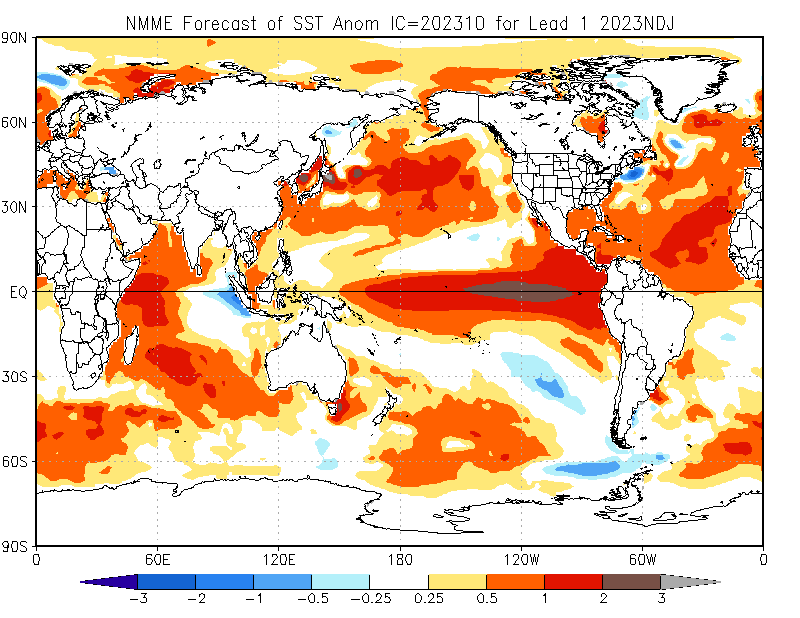 NMME Forecast of SST Anom IC=202310 for Lead 1 2023NDJ
90N
60N
30N
EQ
30S
60S
90S
0 60E 120E 180 120W 60W 0
-3 -2 -1 -0.5 -0.25 0.25 0.5 1 2 3